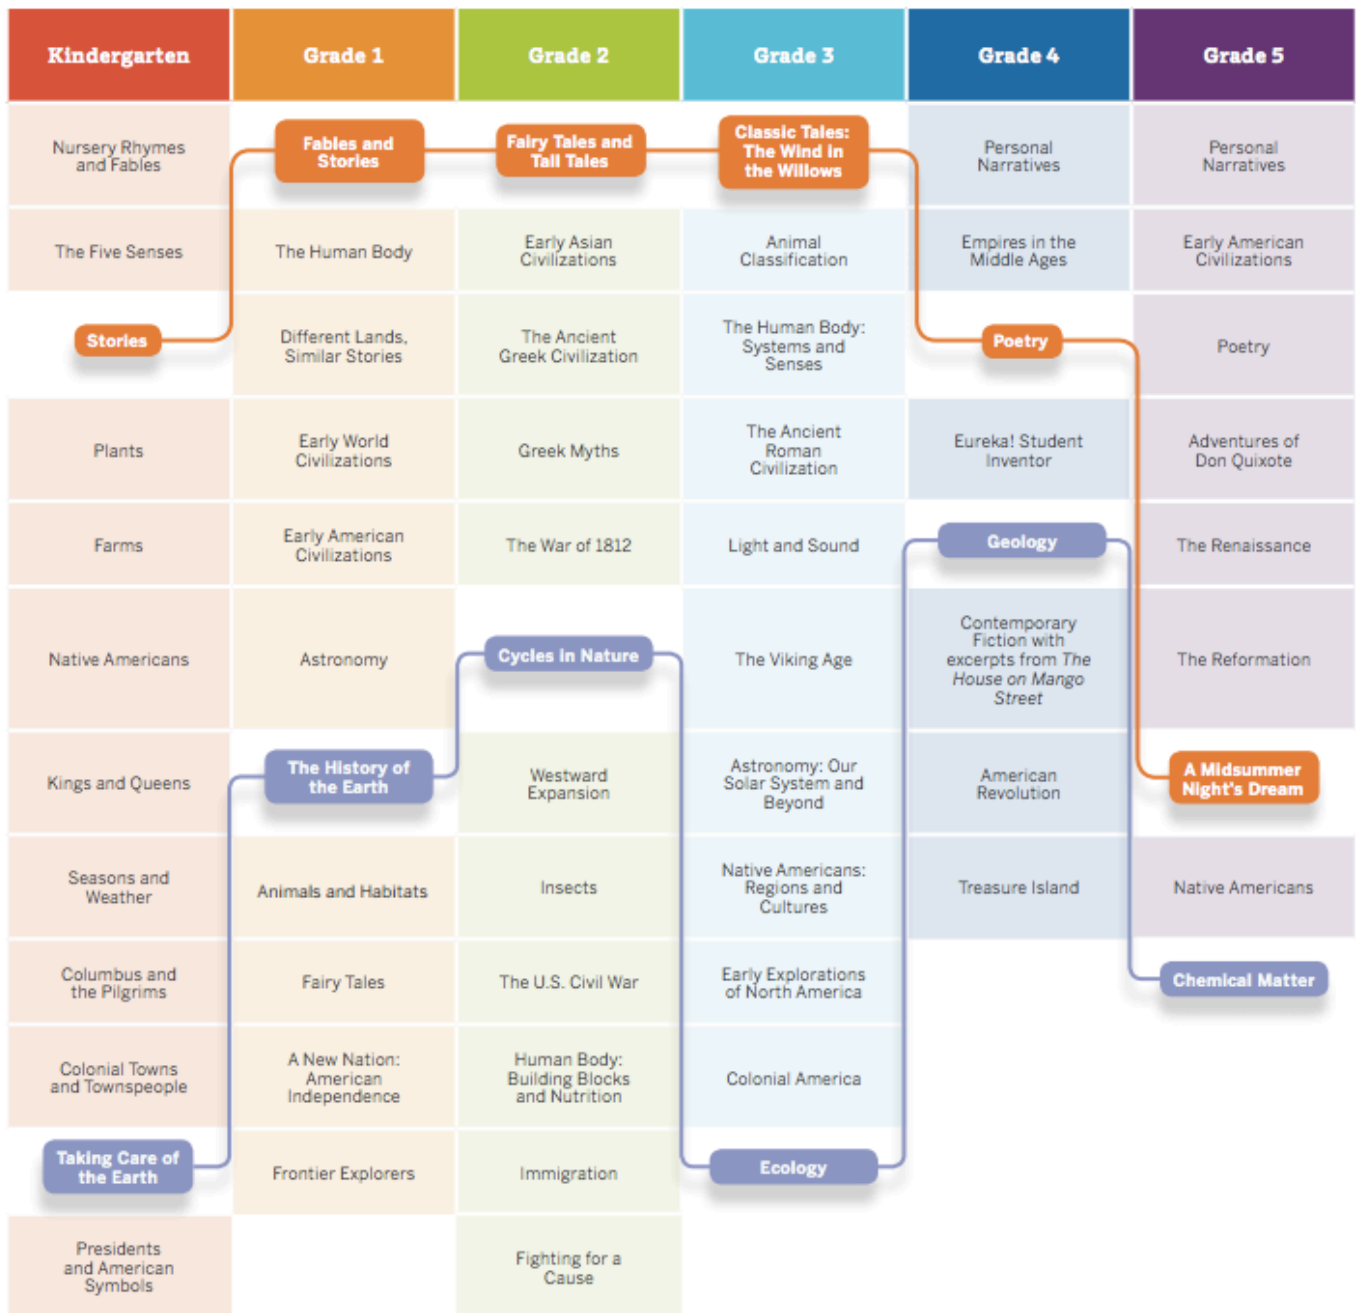 Kindergarten
Grade 1
Grade 2
Grade 3
Grade 4
Grade 5
Nursery Rhymes
and Fables
Fables and
Stories
Fairy Tales and
Tall Tales
Classic Tales:
The Wind in
the Willows
Personal
Narratives
Personal
Narratives
The Five Senses
The Human Body
Early Asian
Civilizations
Animal
Classification
Empires in the
Middle Ages
Early American
Civilizations
Stories
Different Lands,
Similar Stories
The Ancient
Greek Civilization
The Human Body:
Systems and
Senses
Poetry
Poetry
Plants
Early World
Civilizations
Greek Myths
The Ancient
Roman
Civilization
Eureka! Student
Inventor
Adventures of
Don Quixote
Farms
Early American
Civilizations
The War of 1812
Light and Sound
Geology
The Renaissance
Native Americans
Astronomy
Cycles in Nature
The Viking Age
Contemporary
Fiction with
excerpts from The
House on Mango
Street
The Reformation
Kings and Queens
The History of
the Earth
Westward
Expansion
Astronomy: Our
Solar System and
Beyond
American
Revolution
A Midsummer
Night's Dream
Seasons and
Weather
Animals and Habitats
Insects
Native Americans:
Regions and
Cultures
Treasure Island
Native Americans
Columbus and
the Pilgrims
Fairy Tales
The U.S. Civil War
Early Explorations
of North America
Chemical Matter
Colonial Towns
and Townspeople
A New Nation:
American
Independence
Human Body:
Building Blocks
and Nutrition
Colonial America
Taking Care of
the Earth
Frontier Explorers
Immigration
Ecology
Presidents
and American
Symbols
Fighting for a
Cause